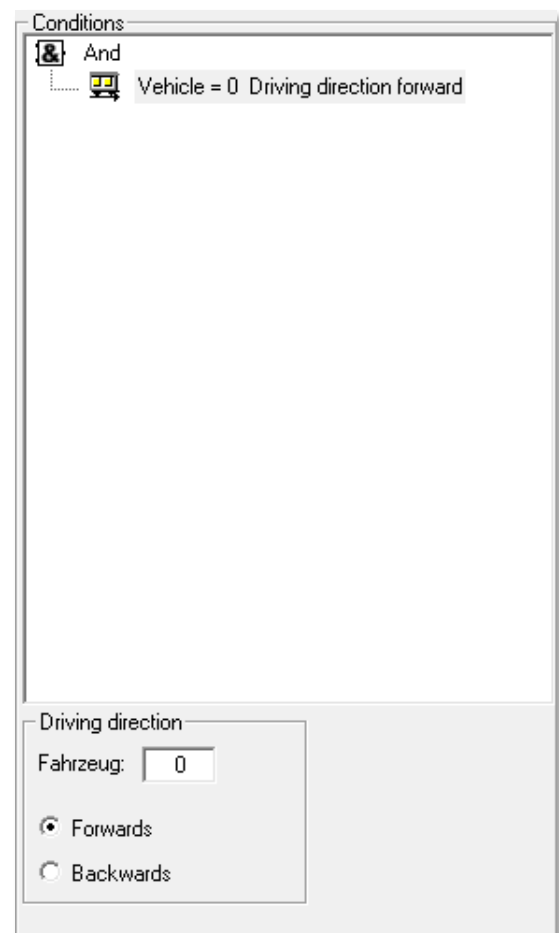 Conditions
& And
Vehicle = 0 Driving direction forward
Driving direction
Fahrzeug: 0
Forwards
Backwards